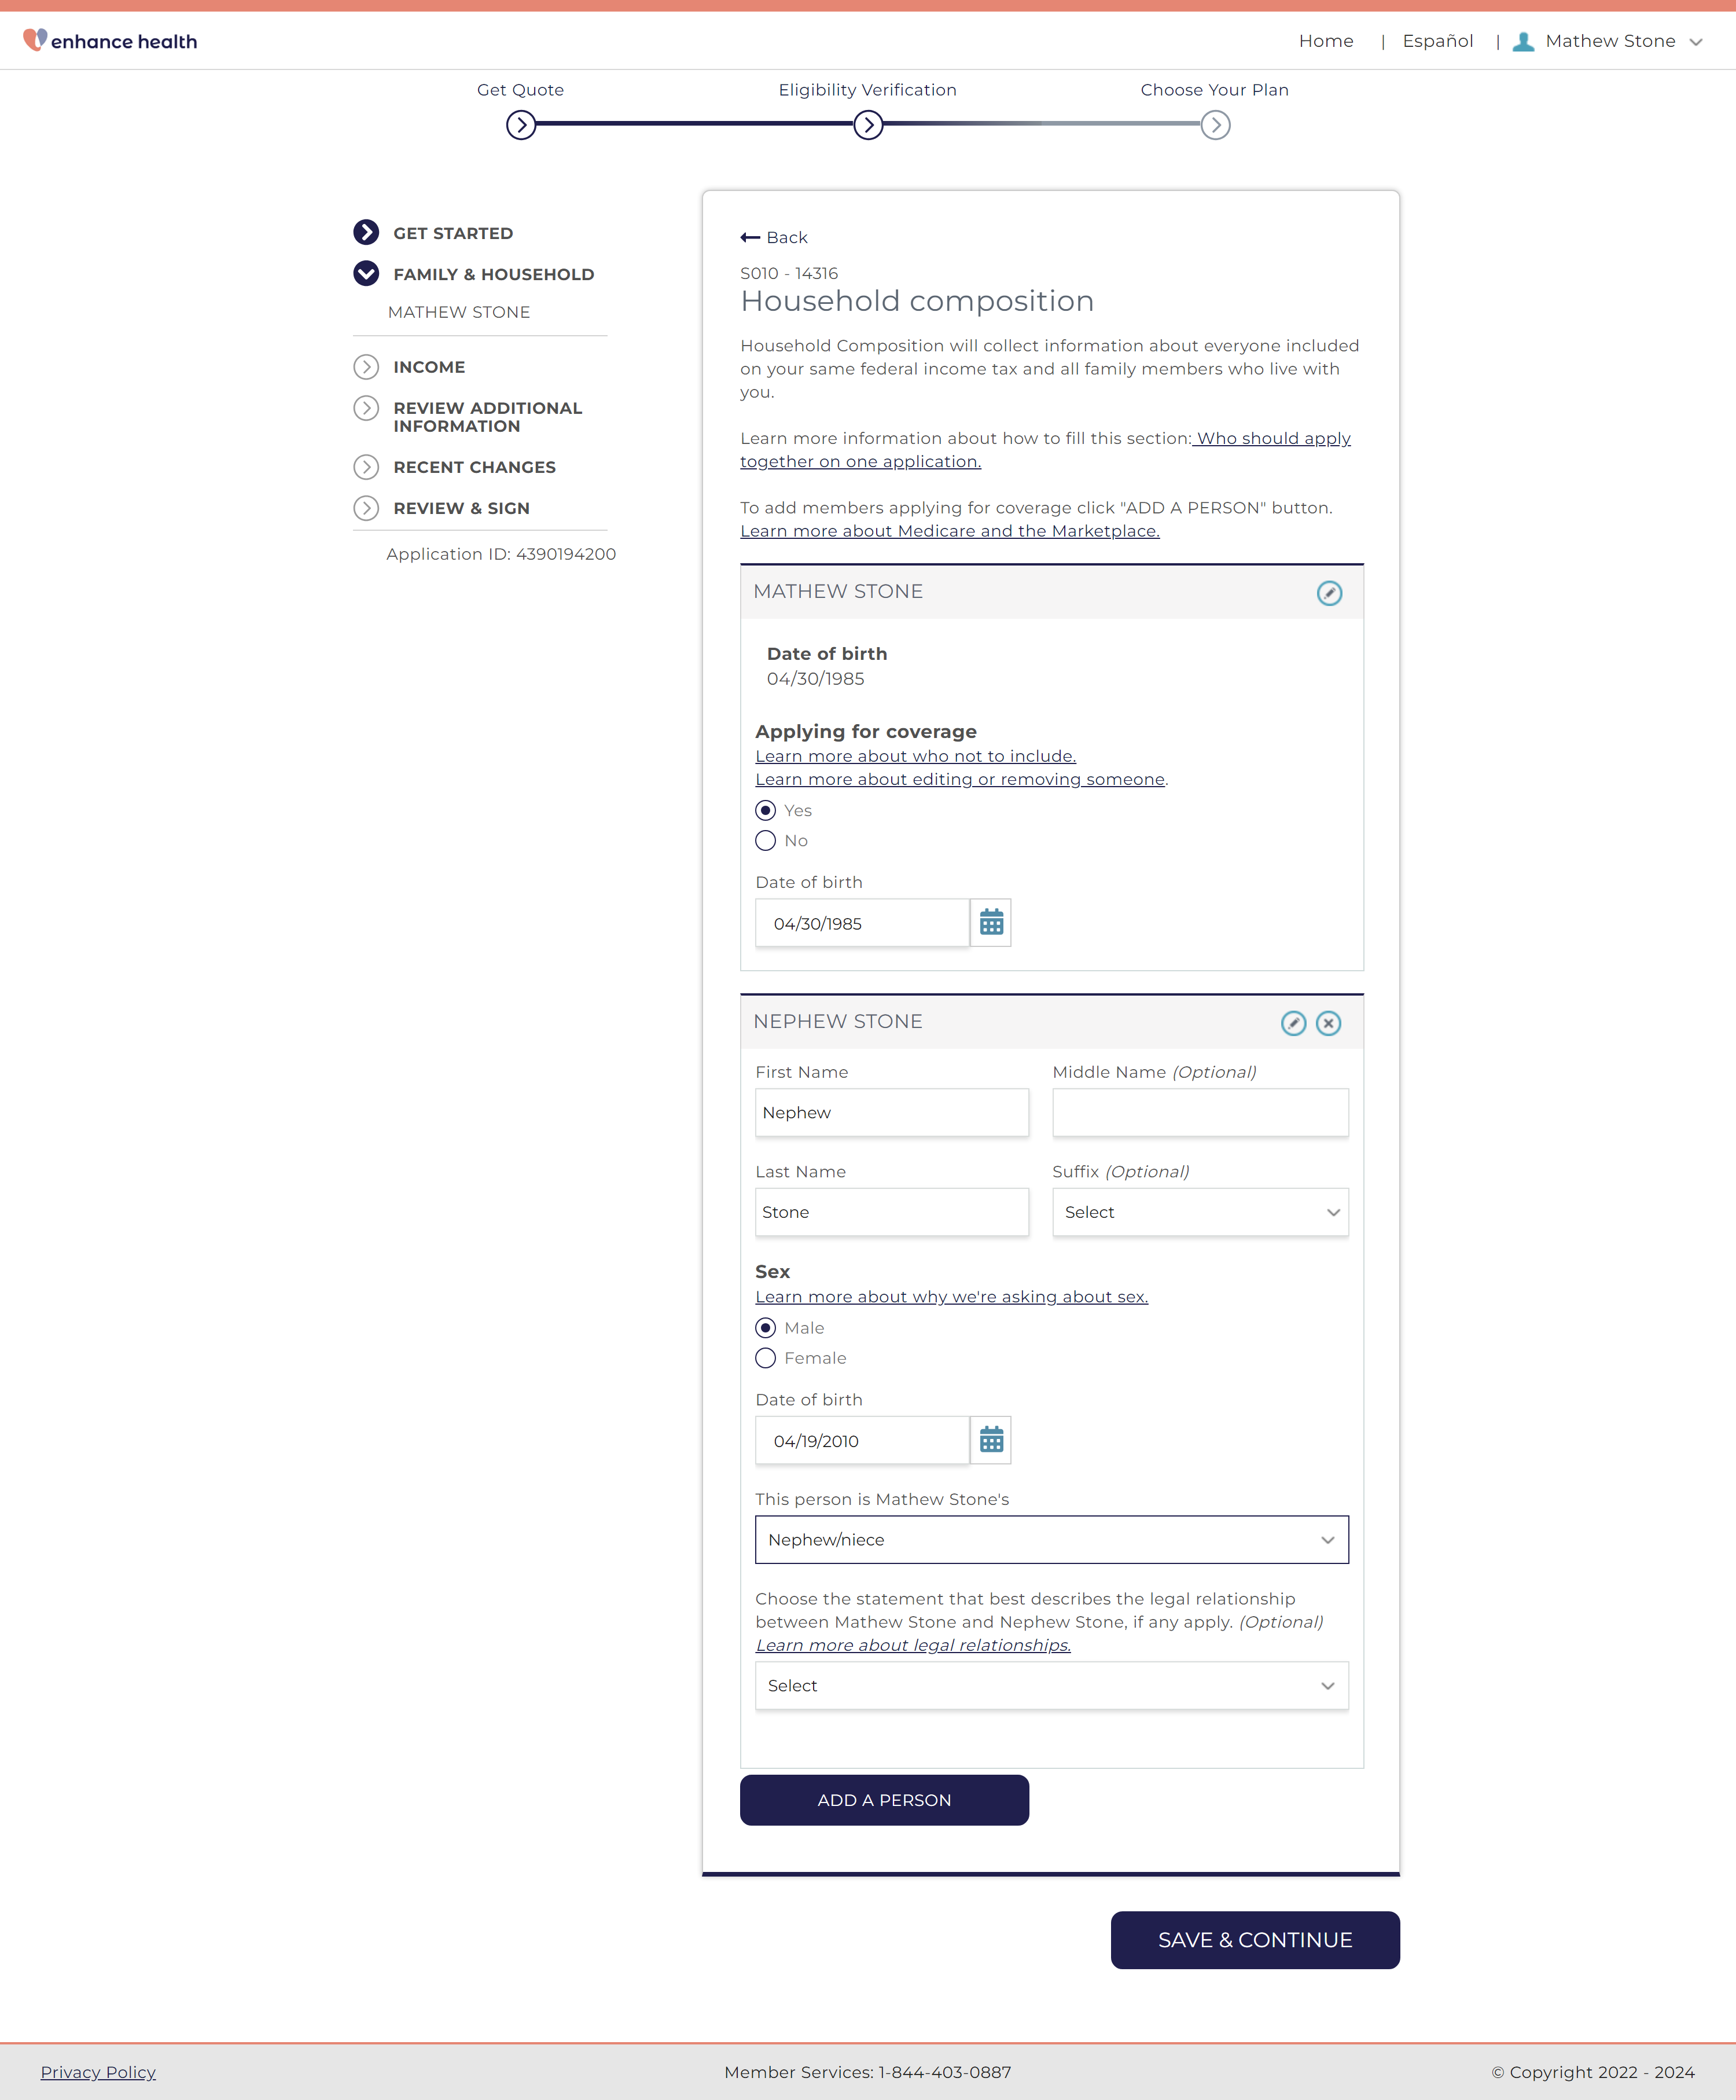 enhance health
Home | Español | Mathew Stone
Get Quote
Eligibility Verification
Choose Your Plan
GET STARTED
FAMILY & HOUSEHOLD
MATHEW STONE
INCOME
REVIEW ADDITIONAL
INFORMATION
RECENT CHANGES
REVIEW & SIGN
Application ID: 4390194200
Back
S010 - 14316
Household composition
Household Composition will collect information about everyone included
on your same federal income tax and all family members who live with
you.
Learn more information about how to fill this section: Who should apply
together on one application.
To add members applying for coverage click "ADD A PERSON" button.
Learn more about Medicare and the Marketplace.
MATHEW STONE
Date of birth
04/30/1985
Applying for coverage
Learn more about who not to include.
Learn more about editing or removing someone.
Yes
No
Date of birth
04/30/1985
NEPHEW STONE
First Name
Middle Name (Optional)
Nephew
Last Name
Suffix (Optional)
Stone
Select
Sex
Learn more about why we're asking about sex.
Male
Female
Date of birth
04/19/2010
This person is Mathew Stone's
Nephew/niece
Choose the statement that best describes the legal relationship
between Mathew Stone and Nephew Stone, if any apply. (Optional)
Learn more about legal relationships.
Select
ADD A PERSON
SAVE & CONTINUE
Privacy Policy
Member Services: 1-844-403-0887
© Copyright 2022 - 2024